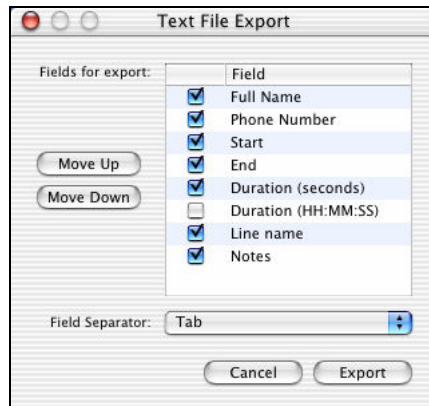 Text File Export
Fields for export:
Field
Full Name
Phone Number
Start
End
Duration (seconds)
Duration (HH:MM:SS)
Line name
Notes
Move Up
Move Down
Field Separator: Tab
Cancel Export